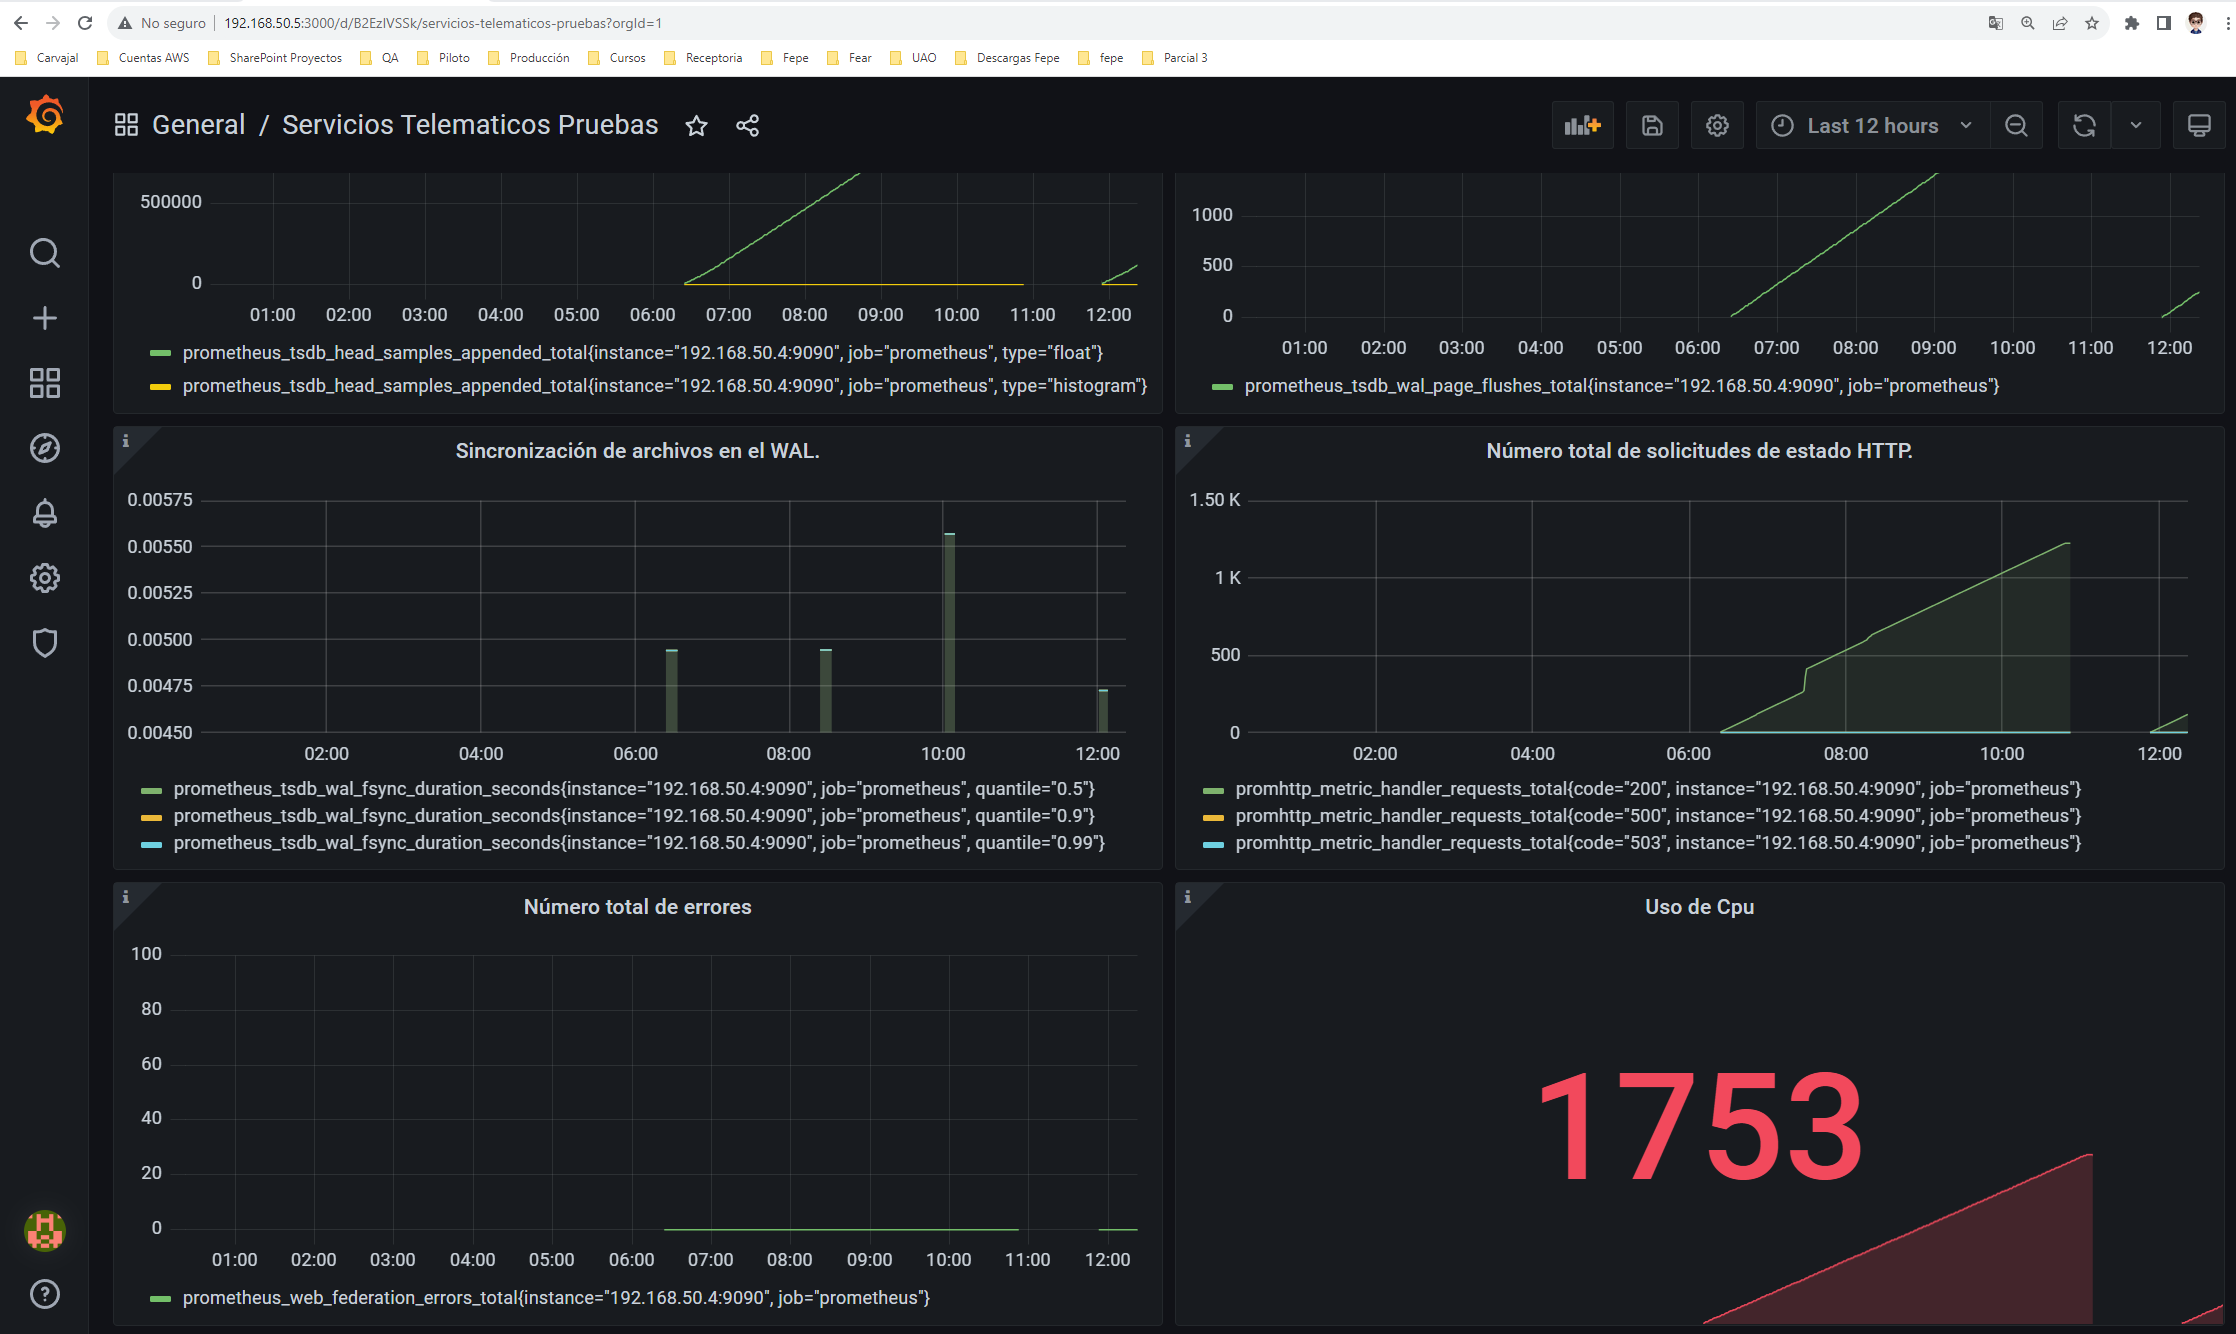 No seguro
192.168.50.5:3000/d/B2EzIVSSk/servicios-telematicos-pruebas?orgId=1
Carvajal
Cuentas AWS
SharePoint Proyectos
QA
Piloto
Producción
Cursos
Receptoria
Fepe
Fear
UAO
Descargas Fepe
fepe
Parcial 3
General / Servicios Telematicos Pruebas
Last 12 hours
500000
0
01:00 02:00 03:00 04:00 05:00 06:00 07:00 08:00 09:00 10:00 11:00 12:00
prometheus_tsdb_head_samples_appended_total{instance="192.168.50.4:9090", job="prometheus", type="float"}
prometheus_tsdb_head_samples_appended_total{instance="192.168.50.4:9090", job="prometheus", type="histogram"}
1000
500
0
01:00 02:00 03:00 04:00 05:00 06:00 07:00 08:00 09:00 10:00 11:00 12:00
prometheus_tsdb_wal_page_flushes_total{instance="192.168.50.4:9090", job="prometheus"}
Sincronización de archivos en el WAL.
0.00575
0.00550
0.00525
0.00500
0.00475
0.00450
02:00 04:00 06:00 08:00 10:00 12:00
prometheus_tsdb_wal_fsync_duration_seconds{instance="192.168.50.4:9090", job="prometheus", quantile="0.5"}
prometheus_tsdb_wal_fsync_duration_seconds{instance="192.168.50.4:9090", job="prometheus", quantile="0.9"}
prometheus_tsdb_wal_fsync_duration_seconds{instance="192.168.50.4:9090", job="prometheus", quantile="0.99"}
Número total de solicitudes de estado HTTP.
1.50 K
1 K
500
0
02:00 04:00 06:00 08:00 10:00 12:00
promhttp_metric_handler_requests_total{code="200", instance="192.168.50.4:9090", job="prometheus"}
promhttp_metric_handler_requests_total{code="500", instance="192.168.50.4:9090", job="prometheus"}
promhttp_metric_handler_requests_total{code="503", instance="192.168.50.4:9090", job="prometheus"}
Número total de errores
100
80
60
40
20
0
01:00 02:00 03:00 04:00 05:00 06:00 07:00 08:00 09:00 10:00 11:00 12:00
prometheus_web_federation_errors_total{instance="192.168.50.4:9090", job="prometheus"}
Uso de Cpu
1753